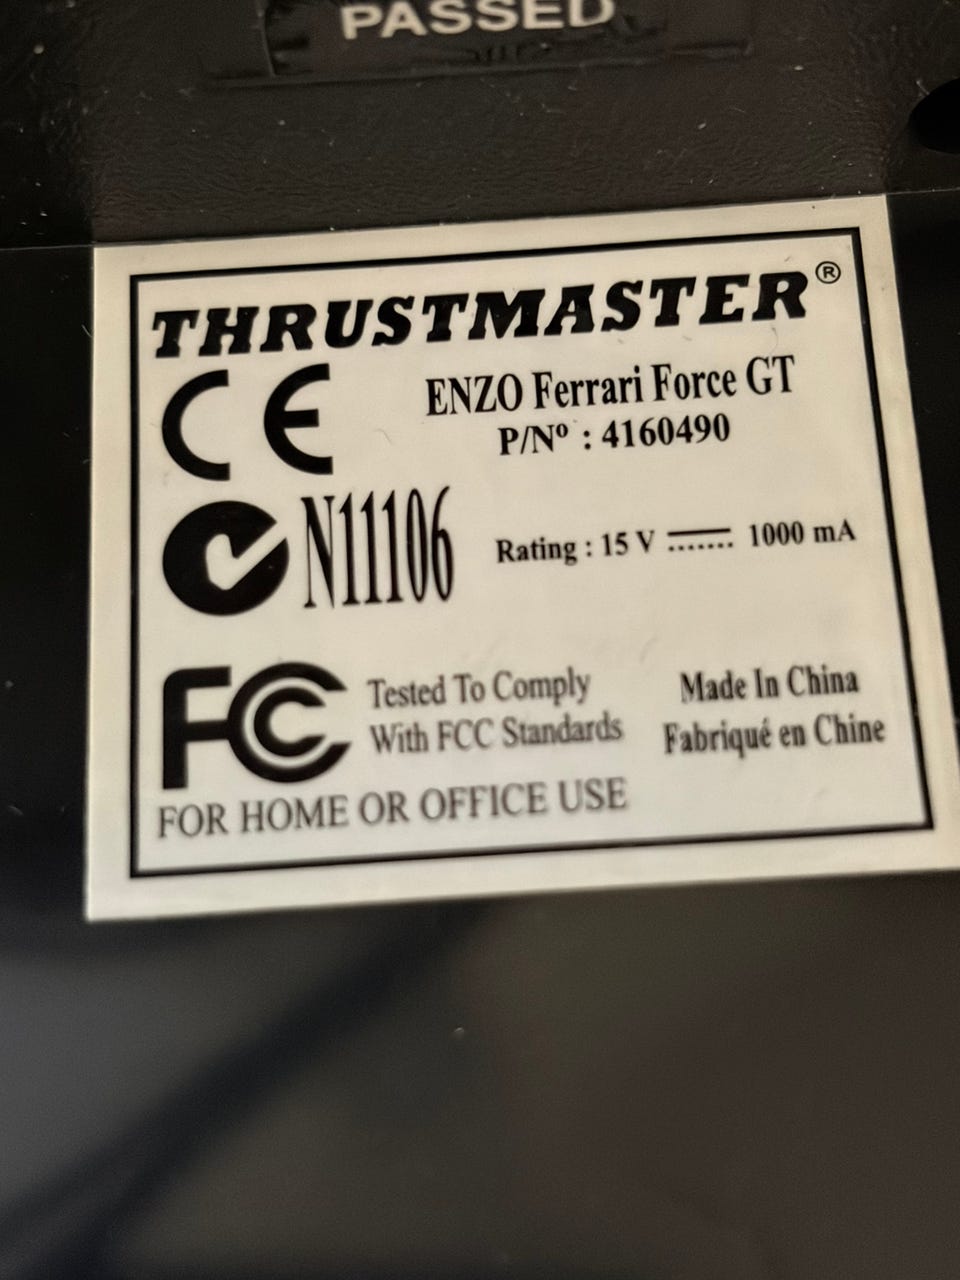 PASSED
THRUSTMASTER®
CE
ENZO Ferrari Force GT
P/Nº : 4160490
N11106
Rating : 15 V ⎓ 1000 mA
FC Tested To Comply
With FCC Standards
Made In China
Fabriqué en Chine
FOR HOME OR OFFICE USE